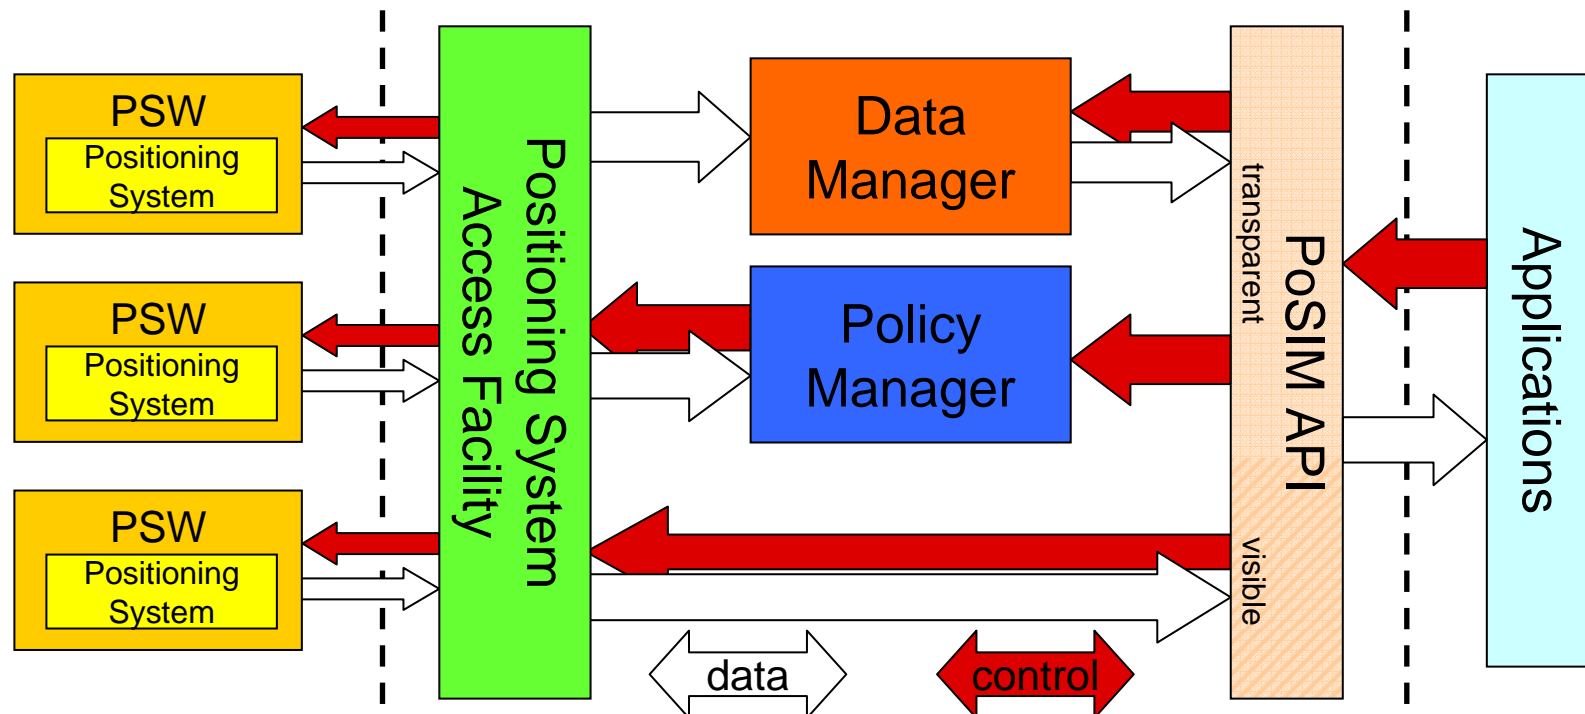 PSW
Positioning
System
PSW
Positioning
System
PSW
Positioning
System
Positioning System
Access Facility
Data
Manager
Policy
Manager
transparent
visible
PoSIM API
Applications
data
control